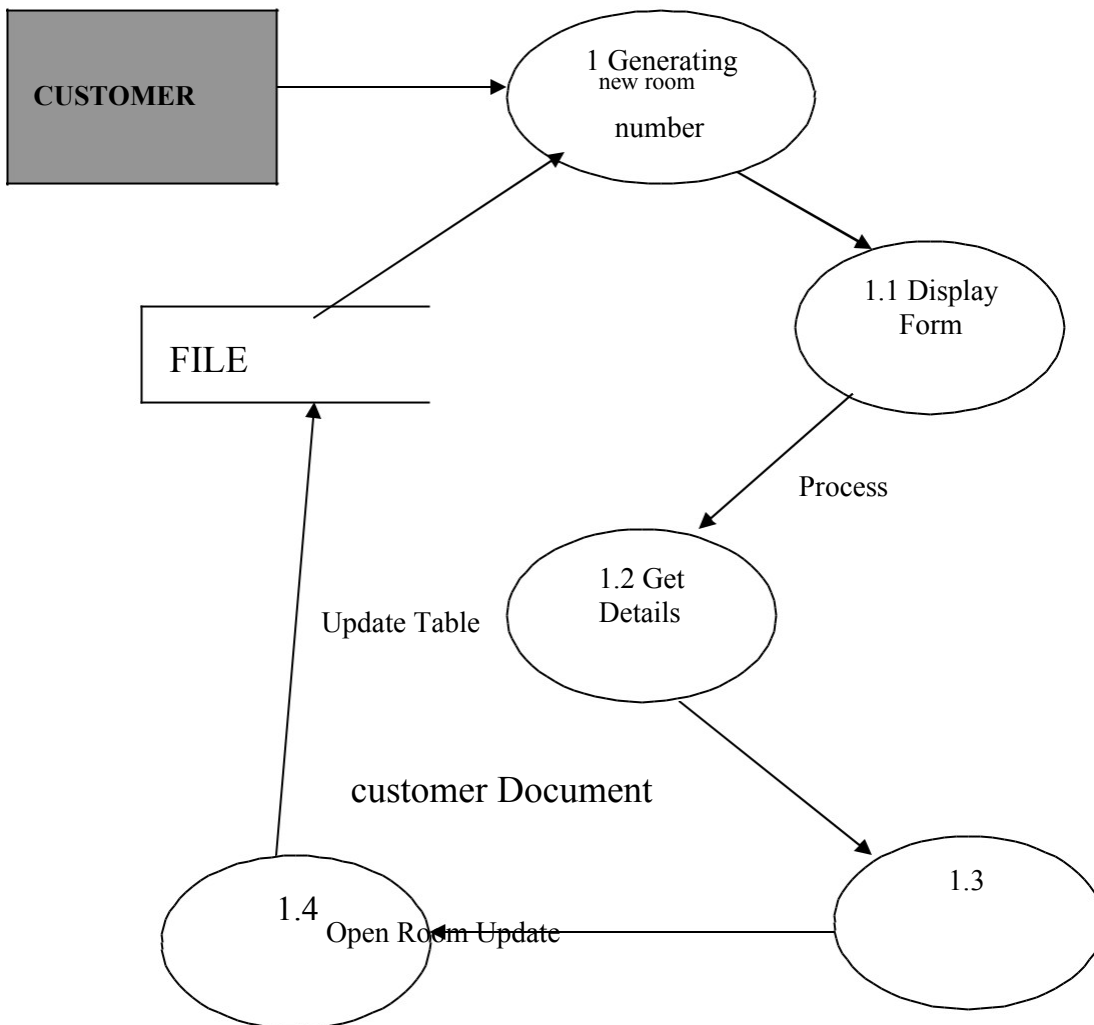 CUSTOMER
1 Generating
new room
number
1.1 Display
Form
FILE
Process
1.2 Get
Details
Update Table
customer Document
1.3
1.4
Open Room Update